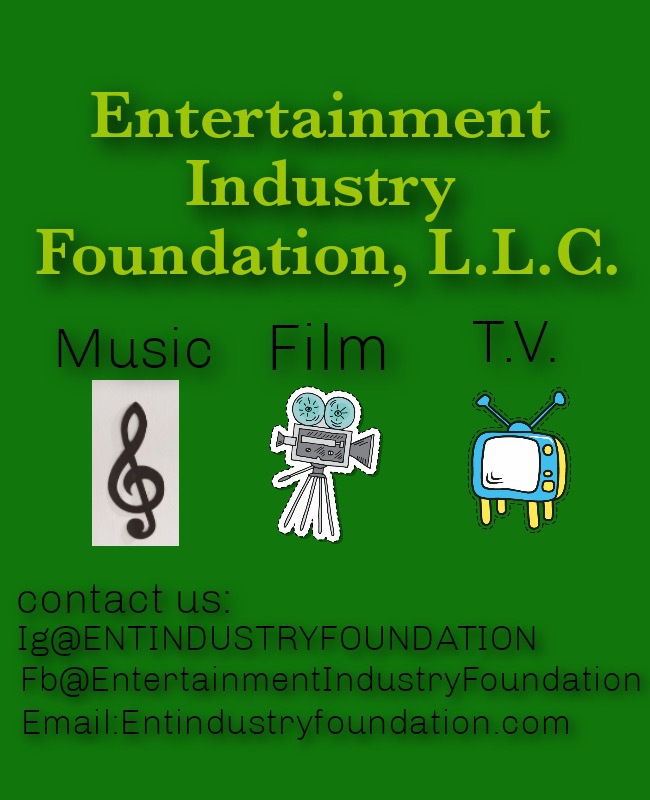 Entertainment
Industry
Foundation, L.L.C.
Music Film T.V.
contact us:
Ig@ENTINDUSTRYFOUNDATION
Fb@EntertainmentIndustryFoundation
Email:Entindustryfoundation.com